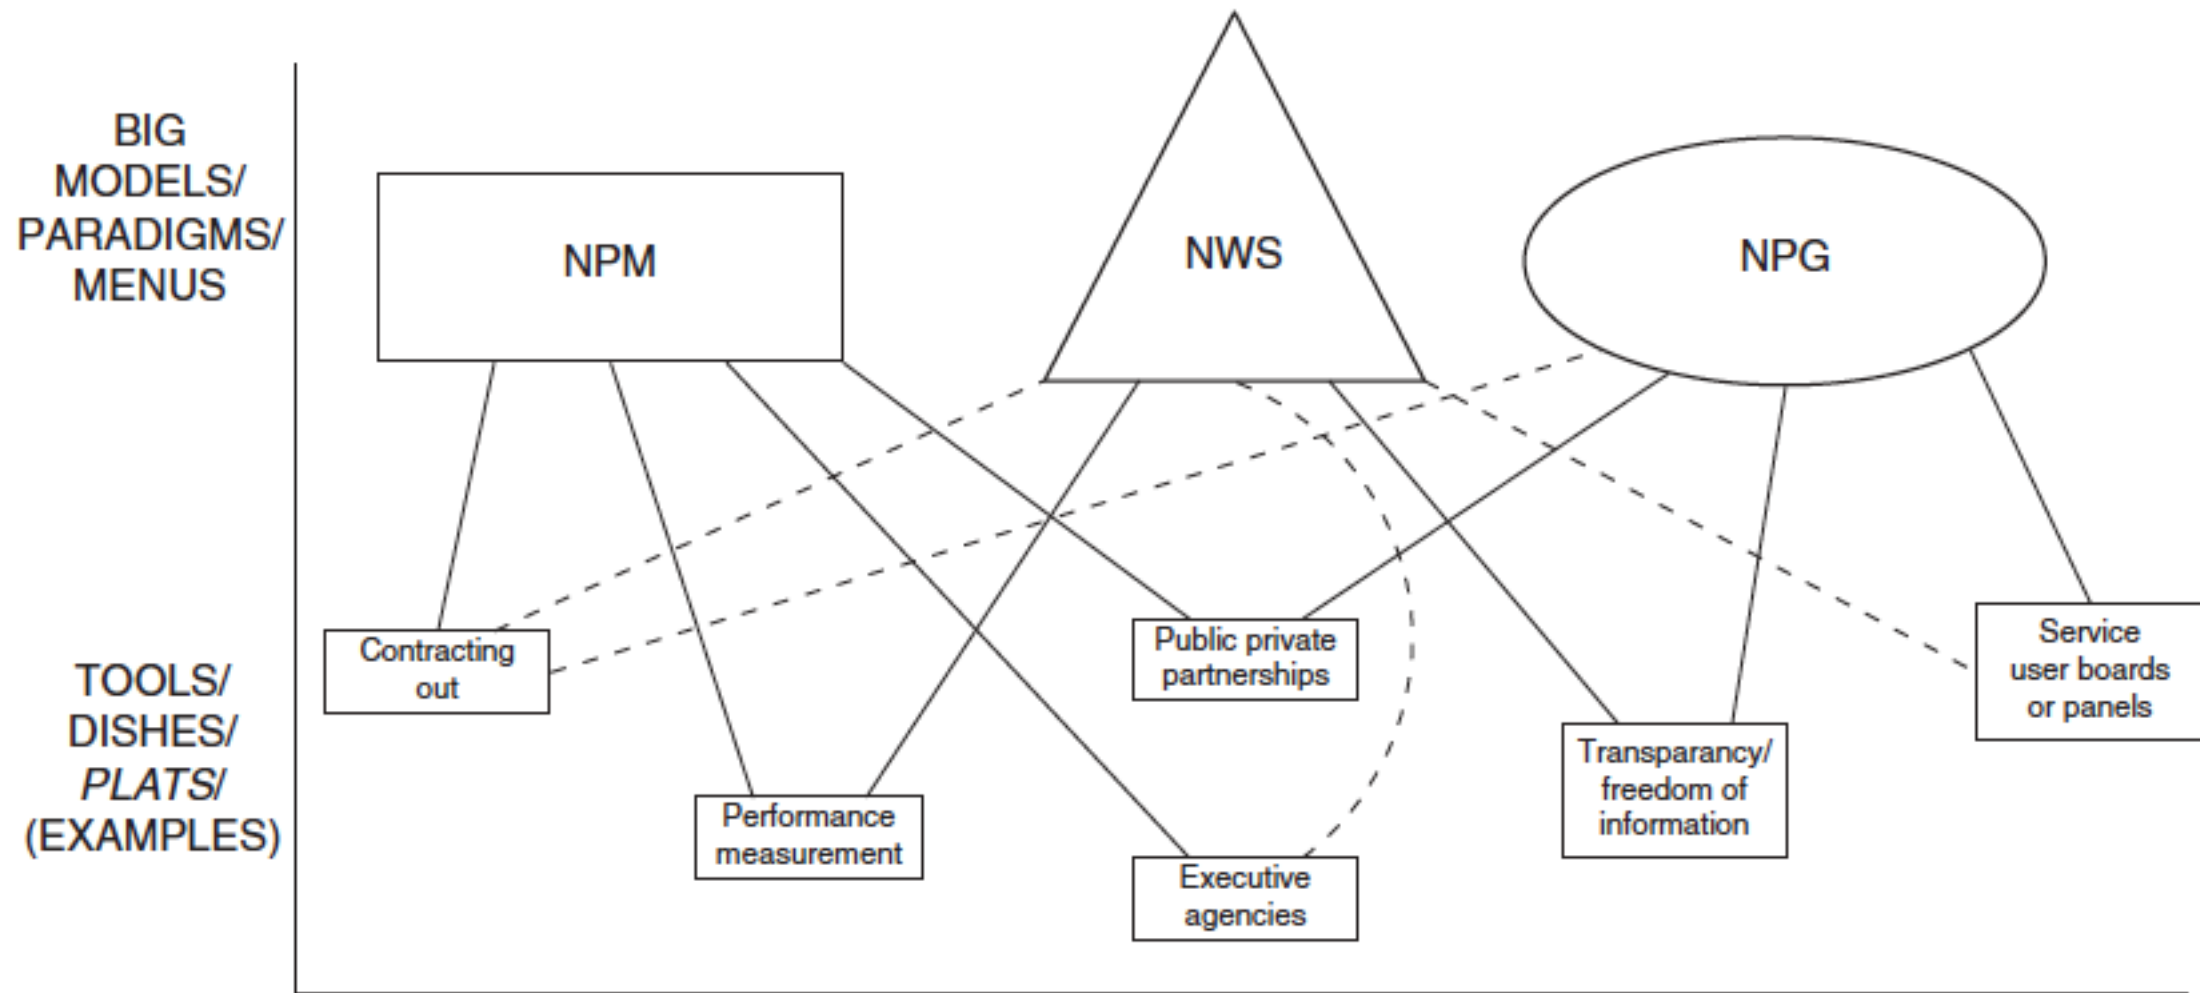 BIG
MODELS/
PARADIGMS/
MENUS
NPM
NWS
NPG
TOOLS/
DISHES/
PLATS/
(EXAMPLES)
Contracting
out
Performance
measurement
Public private
partnerships
Executive
agencies
Transparancy/
freedom of
information
Service
user boards
or panels